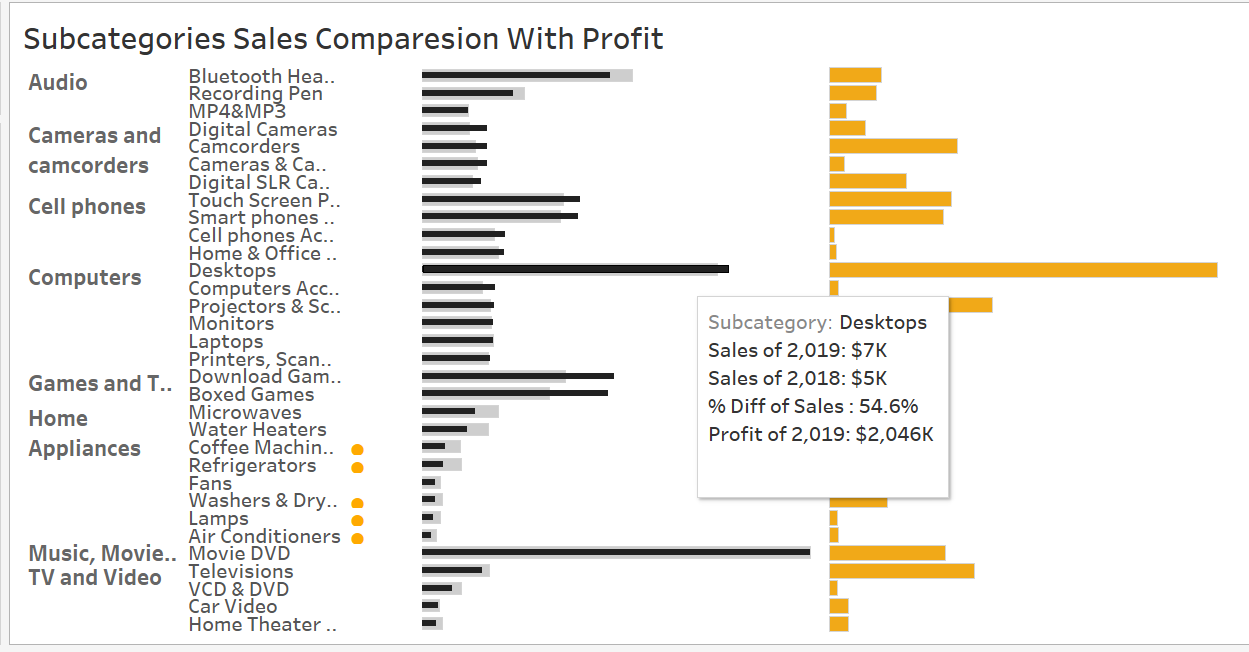 Subcategories Sales Comparesion With Profit
Audio
Bluetooth Hea..
Recording Pen
MP4&MP3
Cameras and
camcorders
Digital Cameras
Camcorders
Cameras & Ca..
Digital SLR Ca..
Cell phones
Touch Screen P..
Smart phones ..
Cell phones Ac..
Home & Office ..
Computers
Desktops
Computers Acc..
Projectors & Sc..
Monitors
Laptops
Printers, Scan..
Games and T..
Download Gam..
Boxed Games
Home
Appliances
Microwaves
Water Heaters
Coffee Machin..
Refrigerators
Fans
Washers & Dry..
Lamps
Air Conditioners
Music, Movie..
Movie DVD
TV and Video
Televisions
VCD & DVD
Car Video
Home Theater ..
Subcategory: Desktops
Sales of 2,019: $7K
Sales of 2,018: $5K
% Diff of Sales : 54.6%
Profit of 2,019: $2,046K